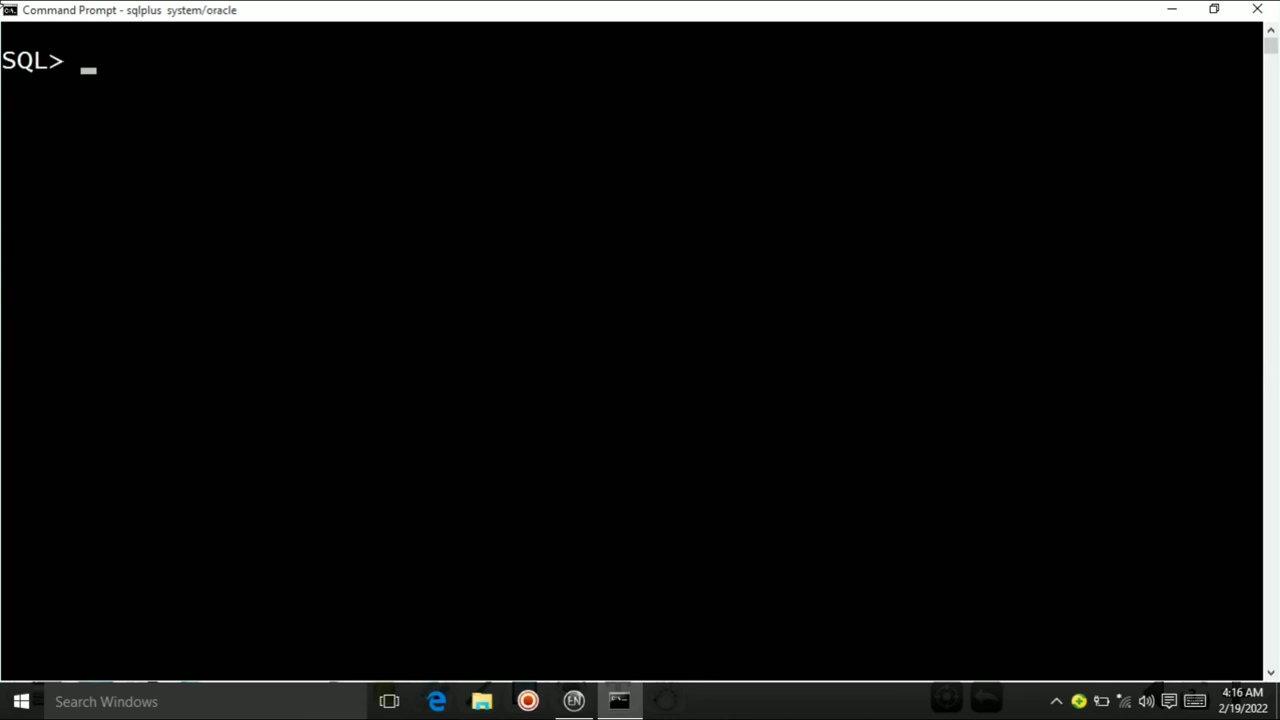 Command Prompt - sqlplus  system/oracle
SQL>
Search Windows
EN
4:16 AM
2/19/2022